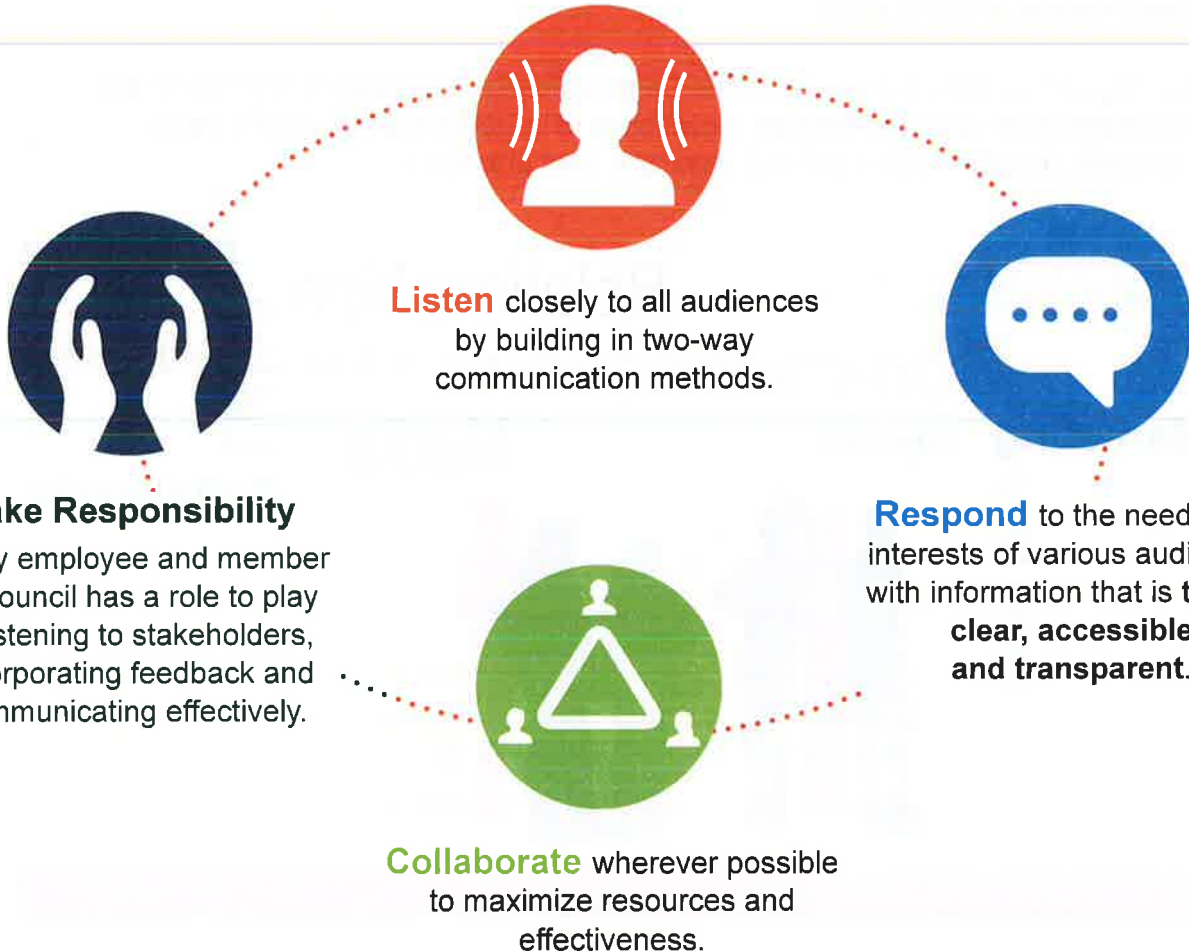 Listen closely to all audiences
by building in two-way
communication methods.
ake Responsibility
y employee and member
ouncil has a role to play
stening to stakeholders,
orporating feedback and
mmunicating effectively.
Respond to the need
interests of various audi
with information that is t
clear, accessible
and transparent.
Collaborate wherever possible
to maximize resources and
effectiveness.